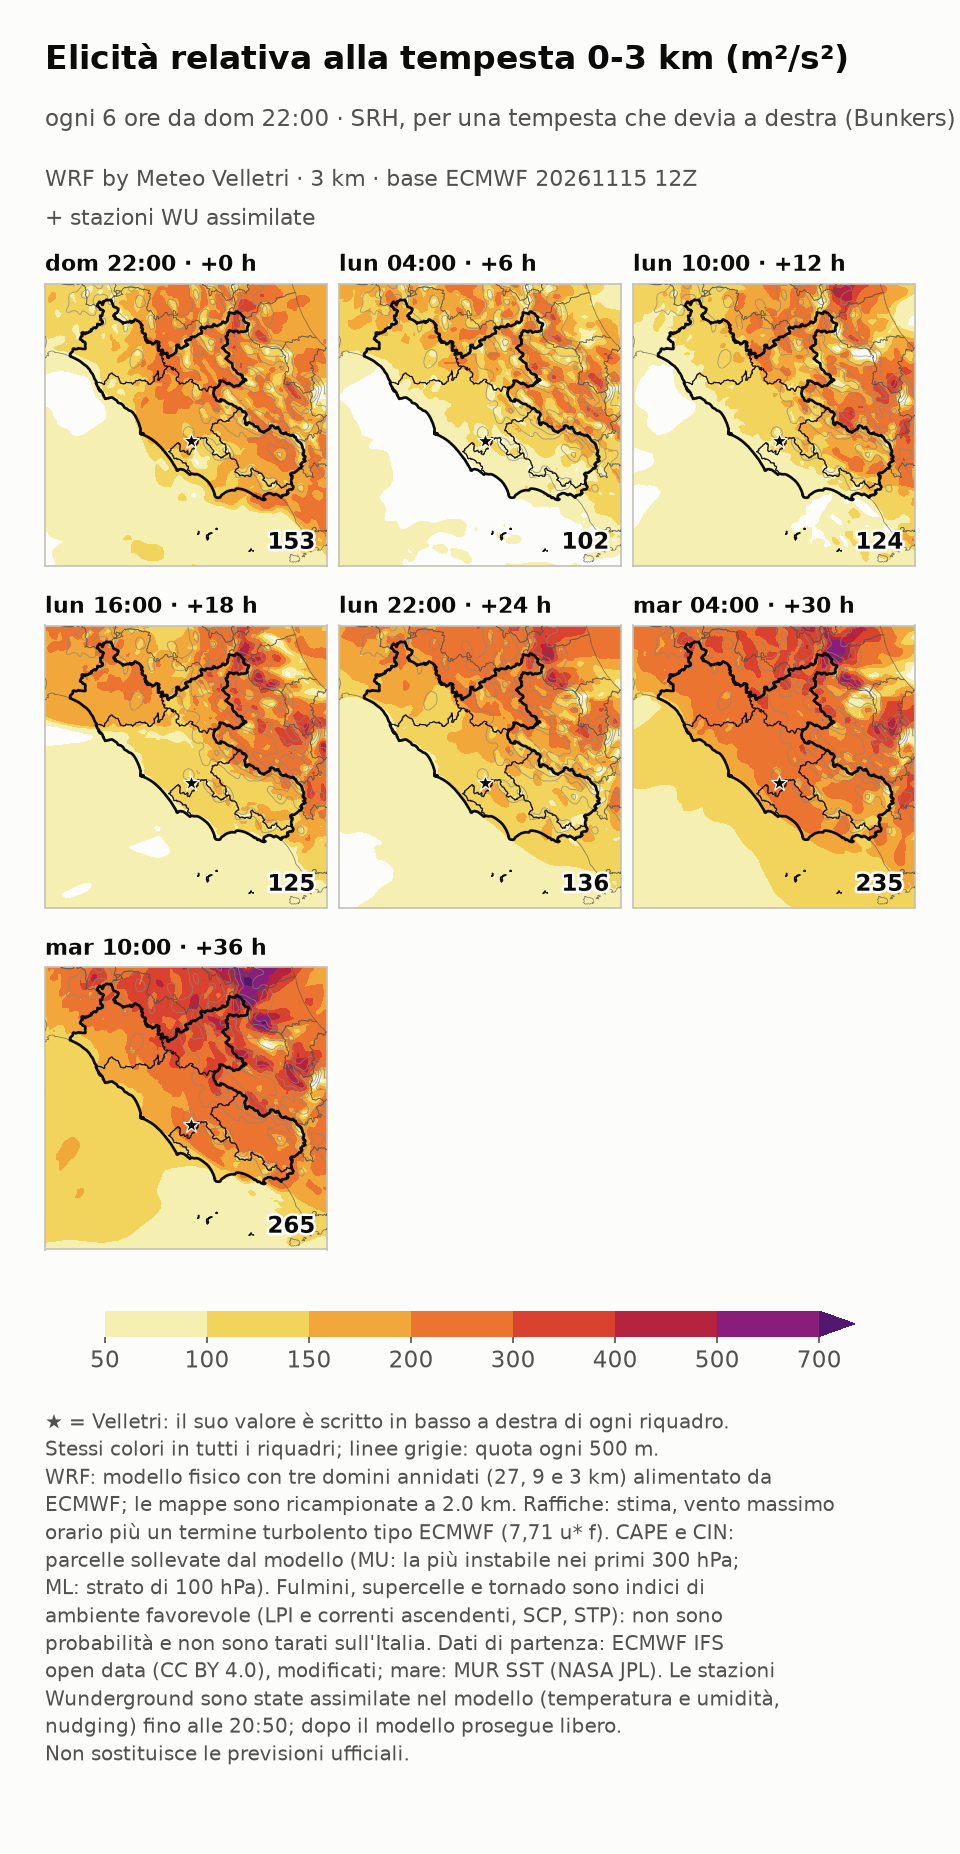 Elicità relativa alla tempesta 0-3 km (m²/s²)
ogni 6 ore da dom 22:00 · SRH, per una tempesta che devia a destra (Bunkers)
WRF by Meteo Velletri · 3 km · base ECMWF 20261115 12Z
+ stazioni WU assimilate
dom 22:00 · +0 h
lun 04:00 · +6 h
lun 10:00 · +12 h
153
102
124
lun 16:00 · +18 h
lun 22:00 · +24 h
mar 04:00 · +30 h
125
136
235
mar 10:00 · +36 h
265
50 100 150 200 300 400 500 700
★ = Velletri: il suo valore è scritto in basso a destra di ogni riquadro.
Stessi colori in tutti i riquadri; linee grigie: quota ogni 500 m.
WRF: modello fisico con tre domini annidati (27, 9 e 3 km) alimentato da
ECMWF; le mappe sono ricampionate a 2.0 km. Raffiche: stima, vento massimo
orario più un termine turbolento tipo ECMWF (7,71 u* f). CAPE e CIN:
parcelle sollevate dal modello (MU: la più instabile nei primi 300 hPa;
ML: strato di 100 hPa). Fulmini, supercelle e tornado sono indici di
ambiente favorevole (LPI e correnti ascendenti, SCP, STP): non sono
probabilità e non sono tarati sull'Italia. Dati di partenza: ECMWF IFS
open data (CC BY 4.0), modificati; mare: MUR SST (NASA JPL). Le stazioni
Wunderground sono state assimilate nel modello (temperatura e umidità,
nudging) fino alle 20:50; dopo il modello prosegue libero.
Non sostituisce le previsioni ufficiali.